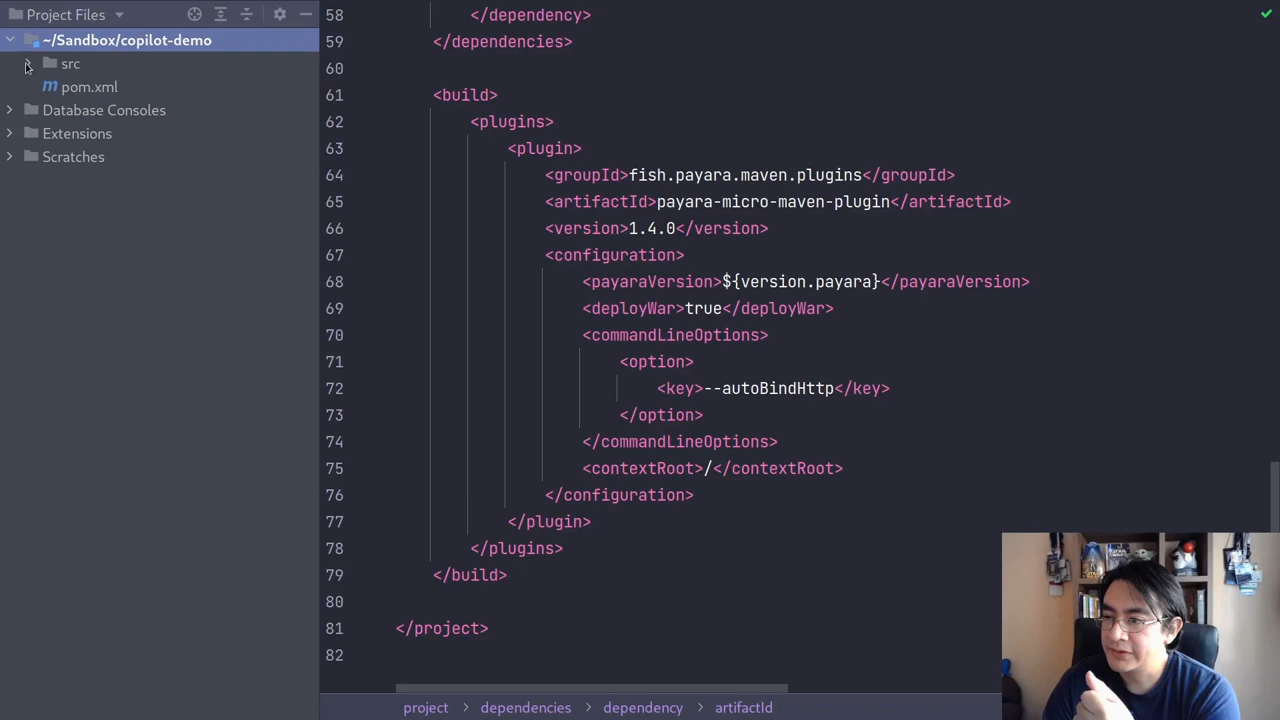 Project Files
~/Sandbox/copilot-demo
src
m pom.xml
Database Consoles
Extensions
Scratches
58 </dependency>
59 </dependencies>
60
61 <build>
62 <plugins>
63 <plugin>
64 <groupId>fish.payara.maven.plugins</groupId>
65 <artifactId>payara-micro-maven-plugin</artifactId>
66 <version>1.4.0</version>
67 <configuration>
68 <payaraVersion>${version.payara}</payaraVersion>
69 <deployWar>true</deployWar>
70 <commandLineOptions>
71 <option>
72 <key>--autoBindHttp</key>
73 </option>
74 </commandLineOptions>
75 <contextRoot>/</contextRoot>
76 </configuration>
77 </plugin>
78 </plugins>
79 </build>
80
81 </project>
82
project > dependencies > dependency > artifactId